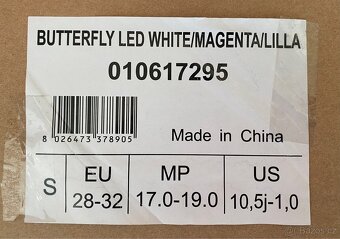 BUTTERFLY LED WHITE/MAGENTA/LILLA
010617295
8 026473 378905
Made in China
S
EU
MP
US
28-32
17.0-19.0
10,5j-1,0